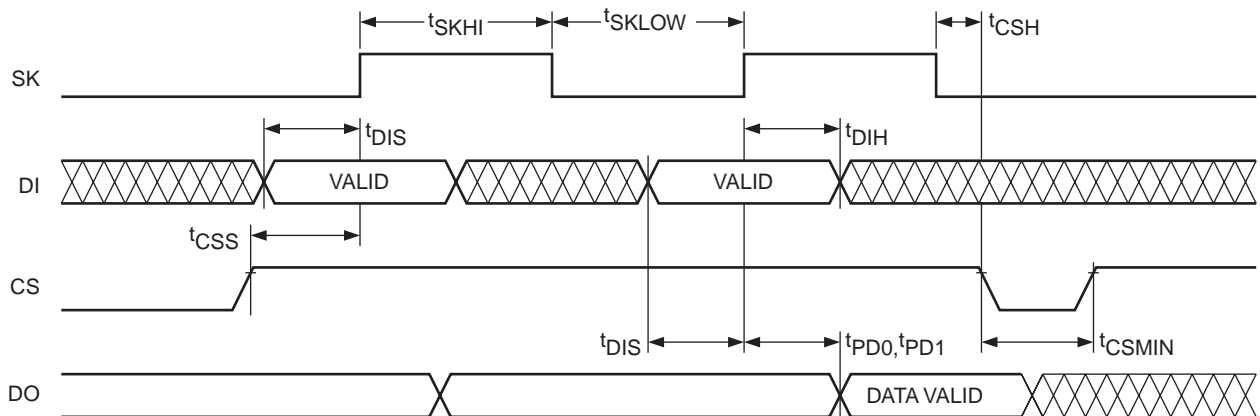 tSKHI tSKLOW tCSH
SK
tDIS tDIH
DI VALID VALID
tCSS
CS
tDIS tPD0,tPD1 tCSMIN
DO DATA VALID